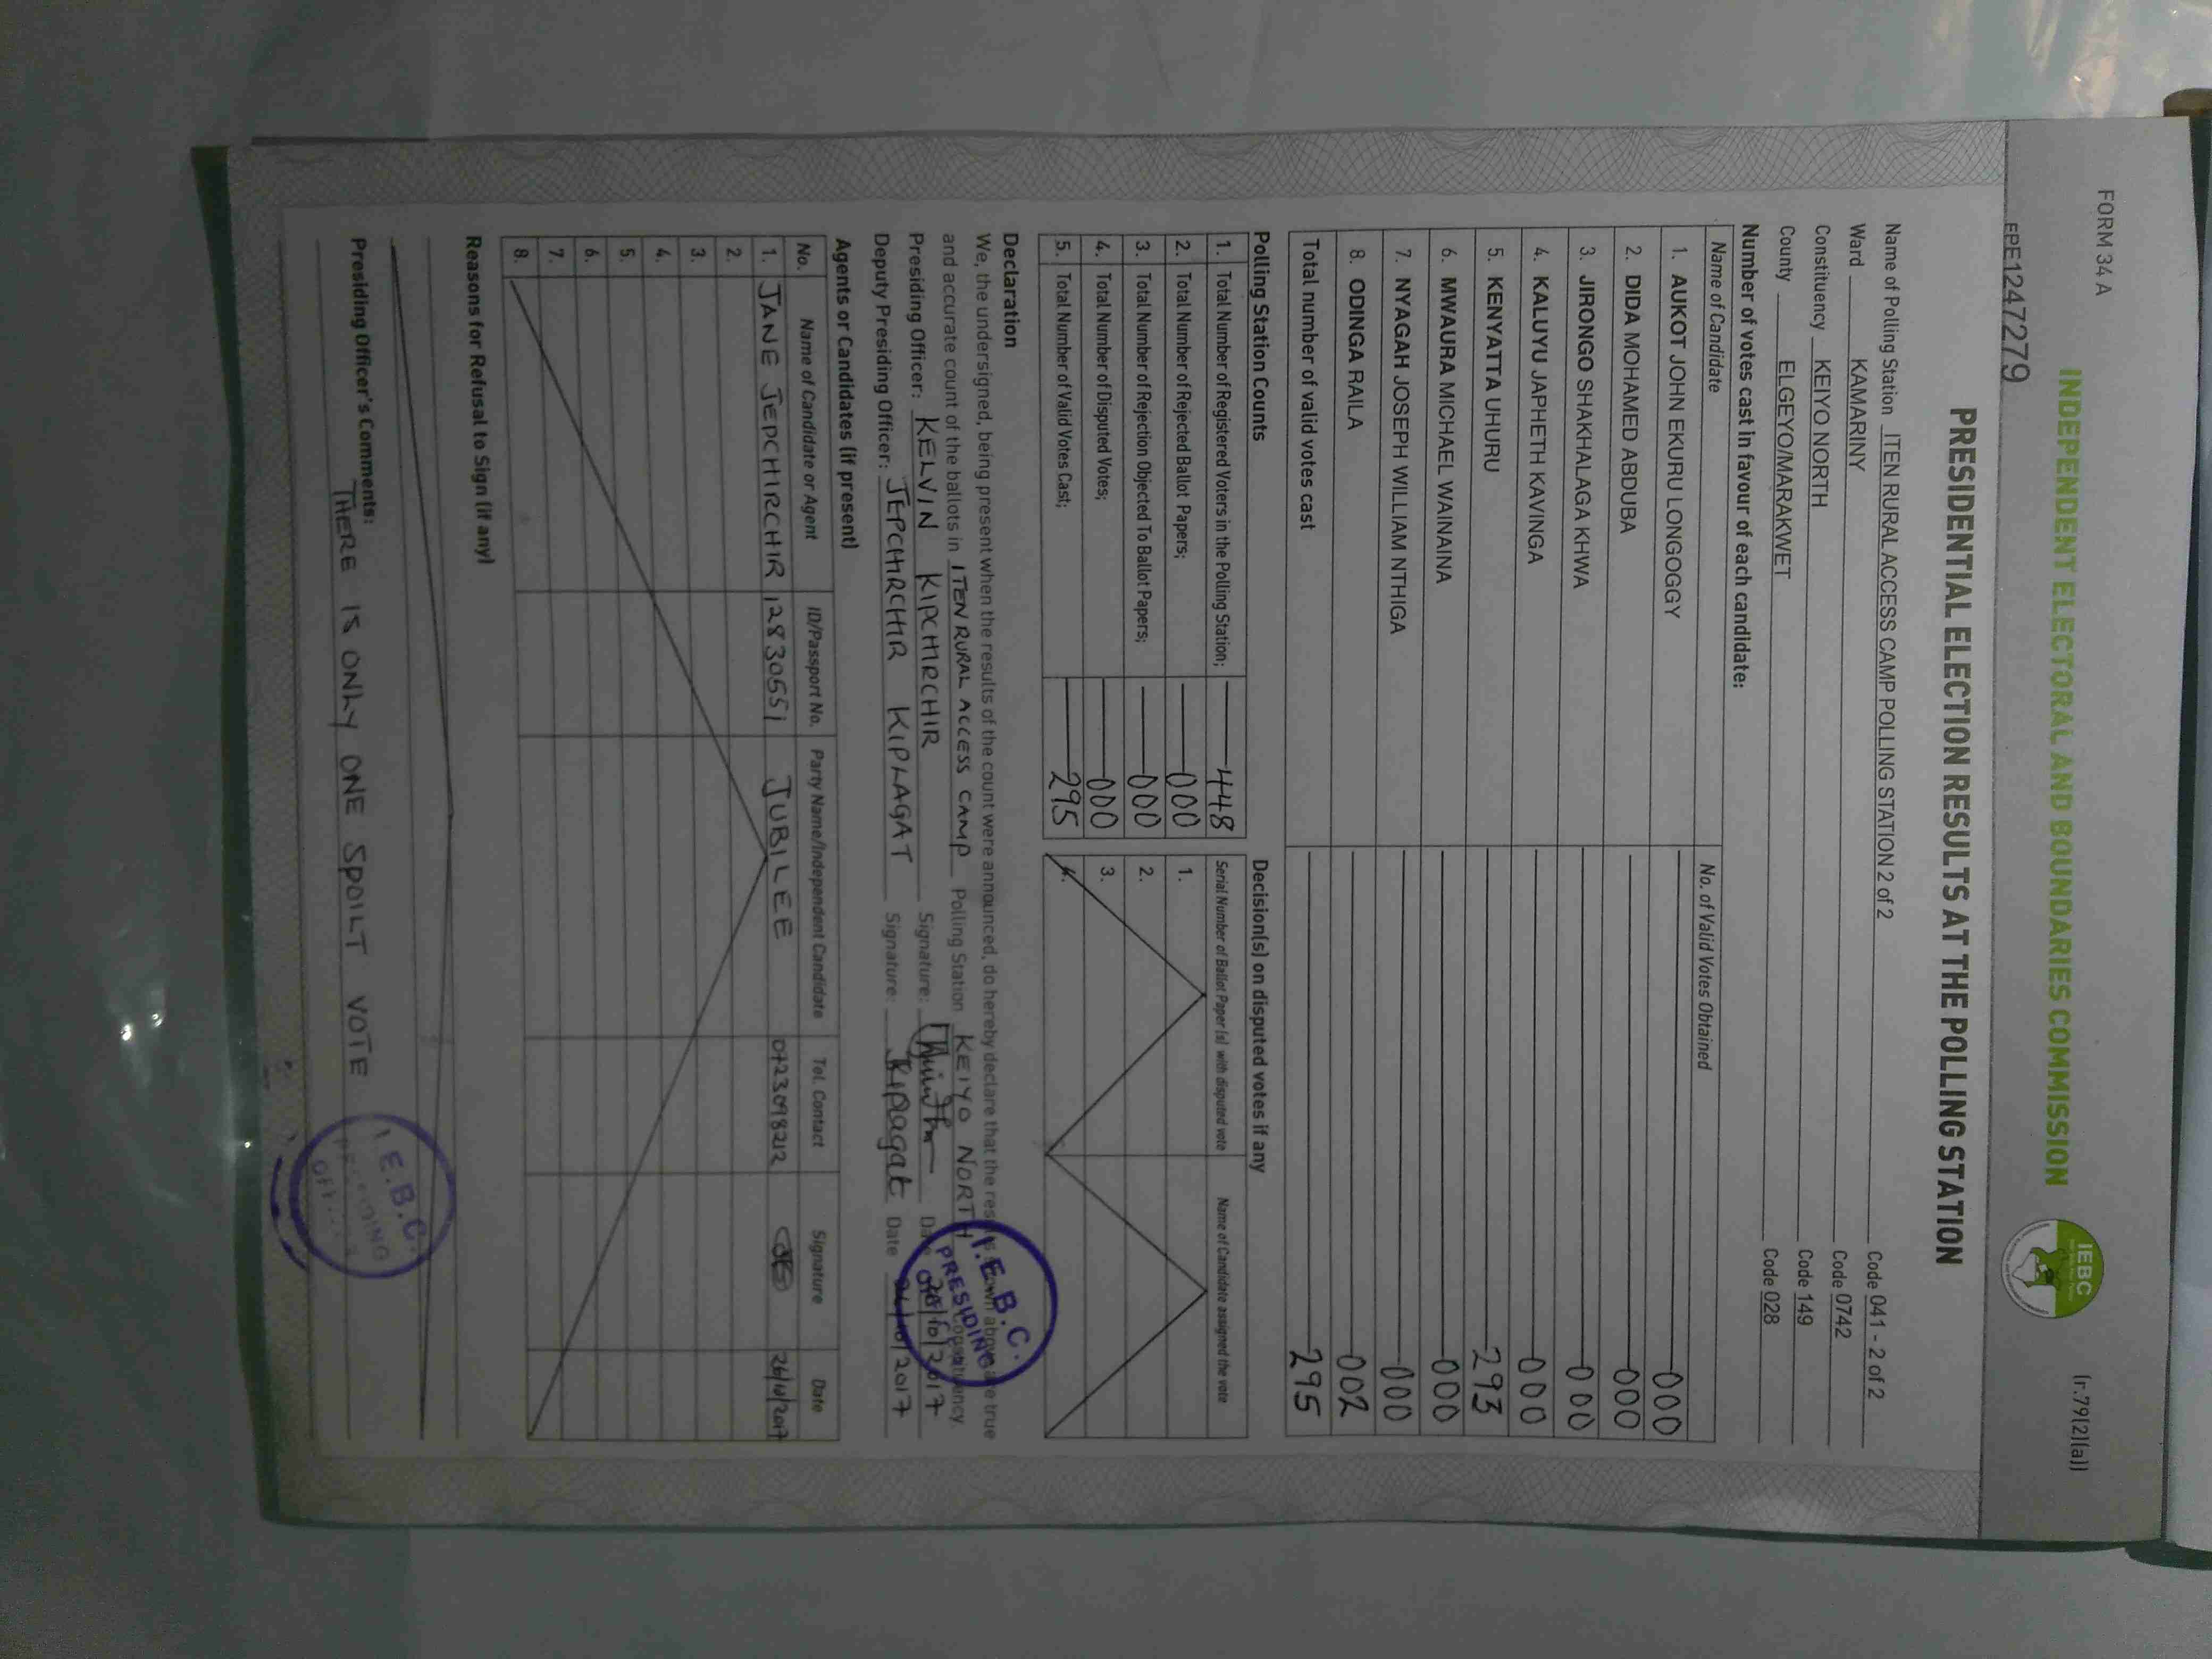 FORM 34 A
(r.79(2)(a))
INDEPENDENT ELECTORAL AND BOUNDARIES COMMISSION
IEBC
EPE1247279
PRESIDENTIAL ELECTION RESULTS AT THE POLLING STATION
Name of Polling Station ITEN RURAL ACCESS CAMP POLLING STATION 2 of 2 Code 041 - 2 of 2
Ward KAMARINY Code 0742
Constituency KEIYO NORTH Code 149
County ELGEYO/MARAKWET Code 028
Number of votes cast in favour of each candidate:
Name of Candidate No. of Valid Votes Obtained
1. AUKOT JOHN EKURU LONGOGGY 000
2. DIDA MOHAMED ABDUBA 000
3. JIRONGO SHAKHALAGA KHWA 000
4. KALUYU JAPHETH KAVINGA 000
5. KENYATTA UHURU 293
6. MWAURA MICHAEL WAINAINA 000
7. NYAGAH JOSEPH WILLIAM NTHIGA 000
8. ODINGA RAILA 002
Total number of valid votes cast 295
Polling Station Counts
1. Total Number of Registered Voters in the Polling Station; 448
2. Total Number of Rejected Ballot Papers; 000
3. Total Number of Rejection Objected To Ballot Papers; 000
4. Total Number of Disputed Votes; 000
5. Total Number of Valid Votes Cast; 295
Decision(s) on disputed votes if any
Serial Number of Ballot Paper (s) with disputed vote Name of Candidate assigned the vote
1.
2.
3.
4.
Declaration
We, the undersigned, being present when the results of the count were announced, do hereby declare that the results shown above are true
and accurate count of the ballots in ITEN RURAL ACCESS CAMP Polling Station KEIYO NORTH Constituency
Presiding Officer: KELVIN KIPCHIRCHIR Signature: Date 26/10/2017
Deputy Presiding Officer: JEPCHIRCHIR KIPLAGAT Signature: Kiplagat Date 26/10/2017
I.E.B.C.
PRESIDING
Agents or Candidates (if present)
No. Name of Candidate or Agent ID/Passport No. Party Name/Independent Candidate Tel. Contact Signature Date
1. JANE JEPCHIRCHIR 12830551 JUBILEE 0723098212 26/10/2017
2.
3.
4.
5.
6.
7.
8.
Reasons for Refusal to Sign (if any)
Presiding Officer's Comments:
THERE IS ONLY ONE SPOILT VOTE
I.E.B.C.
PRESIDING